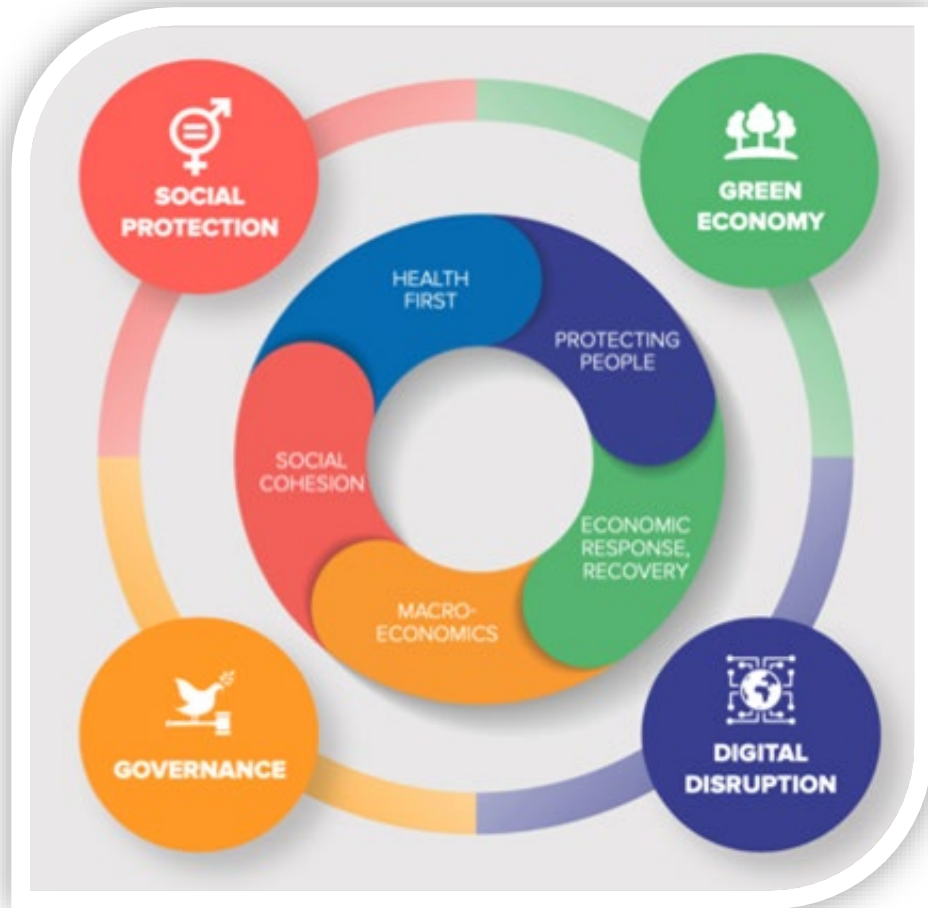 SOCIAL
PROTECTION
GREEN
ECONOMY
HEALTH
FIRST
PROTECTING
PEOPLE
SOCIAL
COHESION
ECONOMIC
RESPONSE,
RECOVERY
MACRO-
ECONOMICS
GOVERNANCE
DIGITAL
DISRUPTION